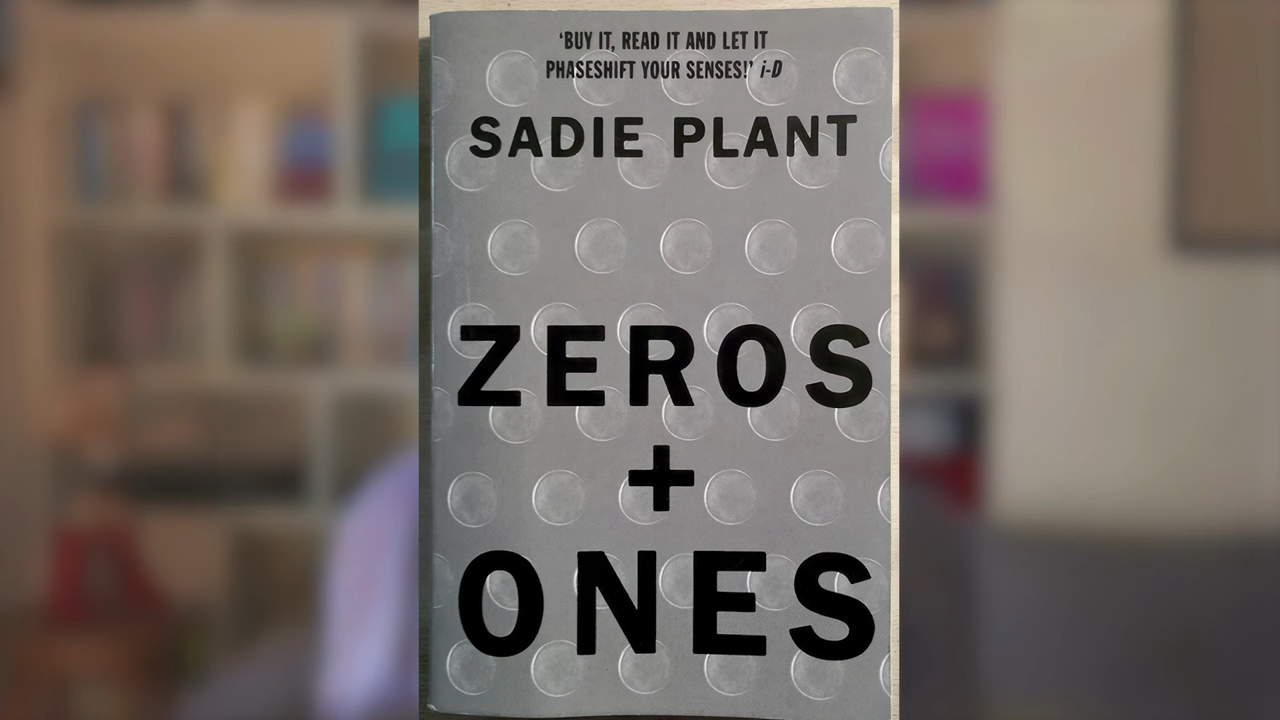 ‘BUY IT, READ IT AND LET IT
PHASESHIFT YOUR SENSES!’ i-D
SADIE PLANT
ZEROS
+
ONES